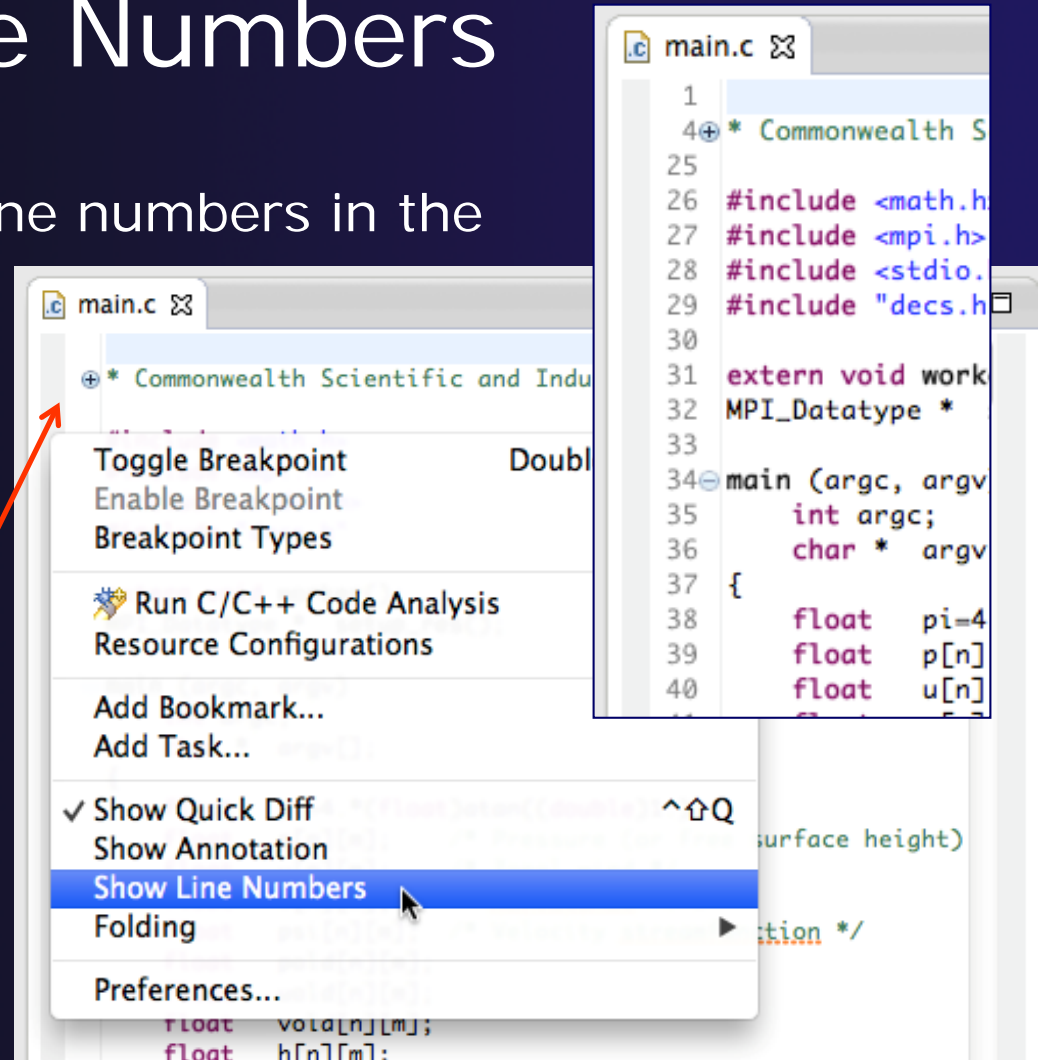 e Numbers
ne numbers in the
main.c
* Commonwealth Scientific and Indu
#include <math.h>
Toggle Breakpoint Doubl
Enable Breakpoint
Breakpoint Types
Run C/C++ Code Analysis
Resource Configurations
Add Bookmark...
Add Task...
Show Quick Diff ^⇧Q
Show Annotation
Show Line Numbers
Folding
Preferences...
surface height)
ction */
float vold[n][m];
float h[n][m];
main.c
1
4 * Commonwealth S
25
26 #include <math.h
27 #include <mpi.h>
28 #include <stdio.
29 #include "decs.h
30
31 extern void work
32 MPI_Datatype *
33
34 main (argc, argv
35 int argc;
36 char * argv
37 {
38 float pi=4
39 float p[n]
40 float u[n]